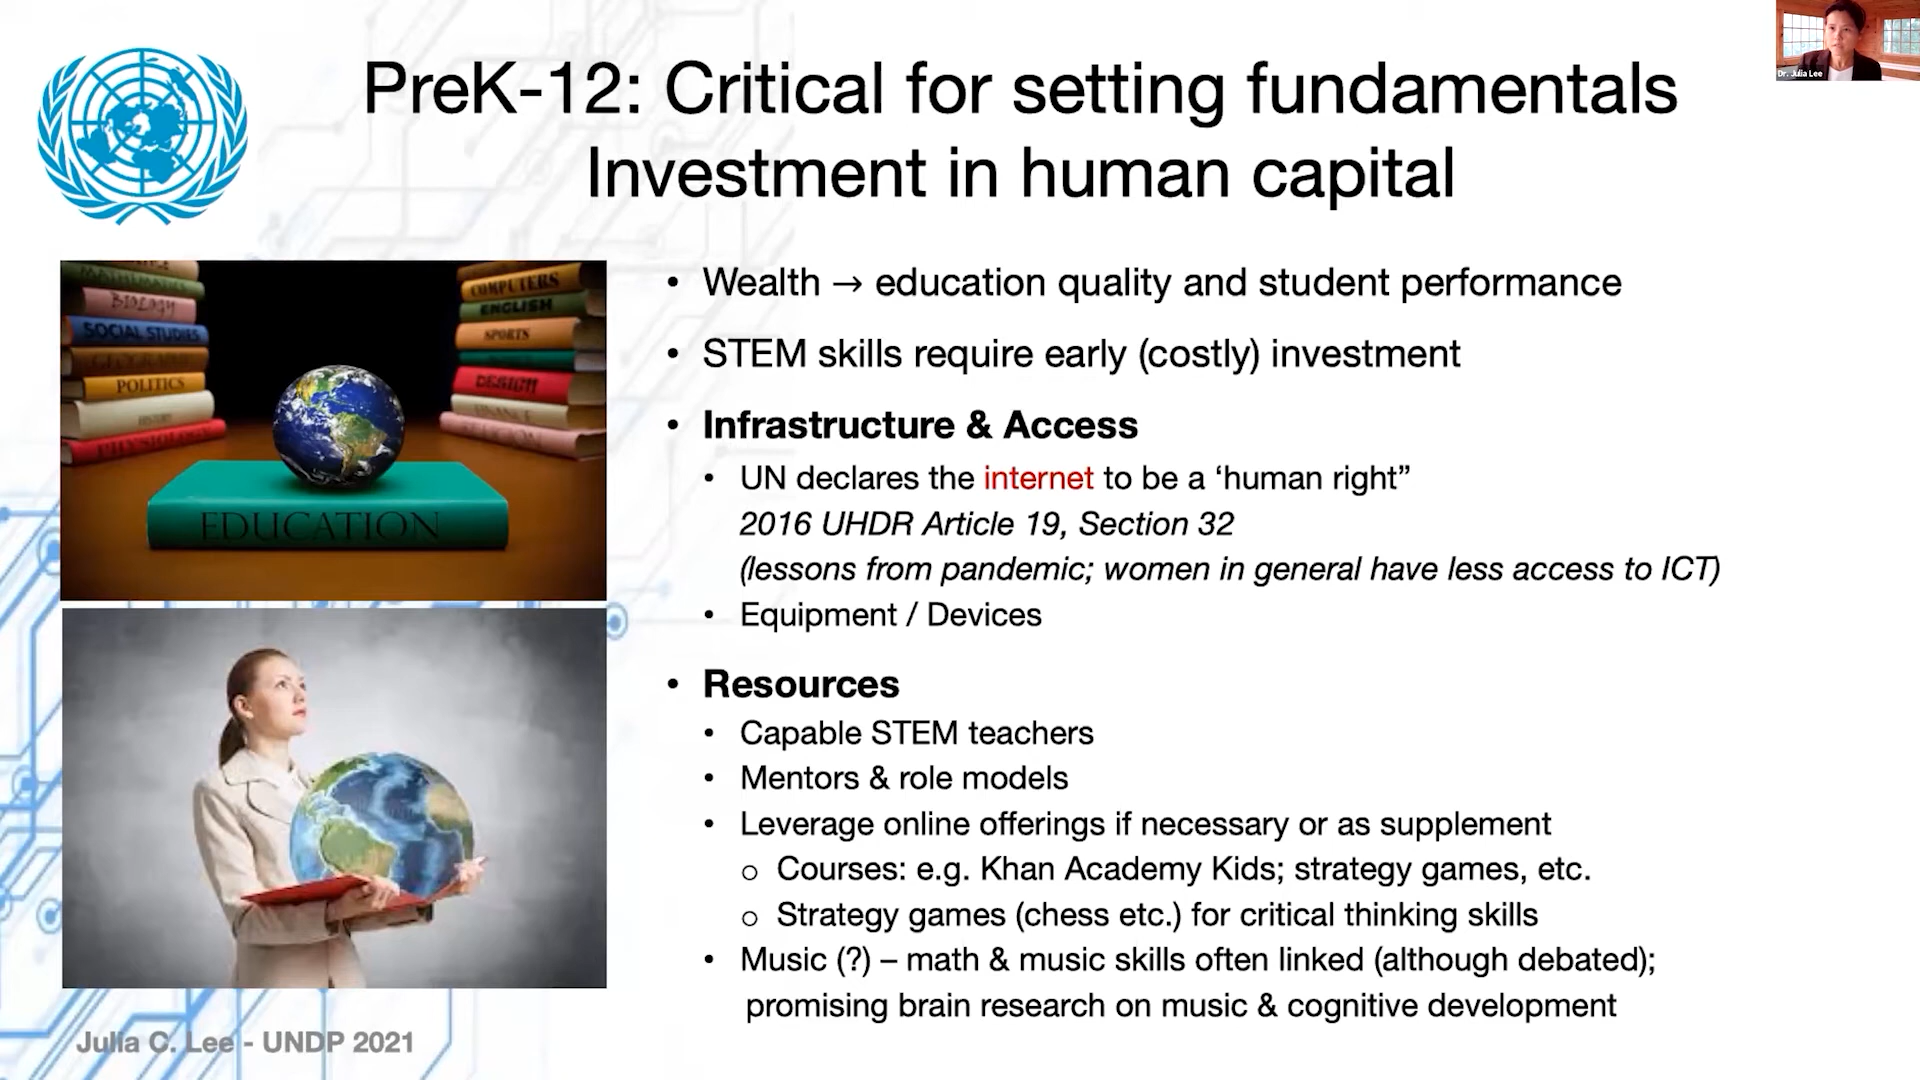 PreK-12: Critical for setting fundamentals
Investment in human capital
Dr. Julia Lee
MATHEMATICS
BIOLOGY
SOCIAL STUDIES
GEOGRAPHY
POLITICS
HISTORY
PHYSIOLOGY
COMPUTERS
ENGLISH
SPORTS
DESIGN
FINANCE
EDUCATION
• Wealth → education quality and student performance
• STEM skills require early (costly) investment
• Infrastructure & Access
• UN declares the internet to be a ‘human right”
2016 UHDR Article 19, Section 32
(lessons from pandemic; women in general have less access to ICT)
• Equipment / Devices
• Resources
• Capable STEM teachers
• Mentors & role models
• Leverage online offerings if necessary or as supplement
o Courses: e.g. Khan Academy Kids; strategy games, etc.
o Strategy games (chess etc.) for critical thinking skills
• Music (?) – math & music skills often linked (although debated);
promising brain research on music & cognitive development
Julia C. Lee - UNDP 2021